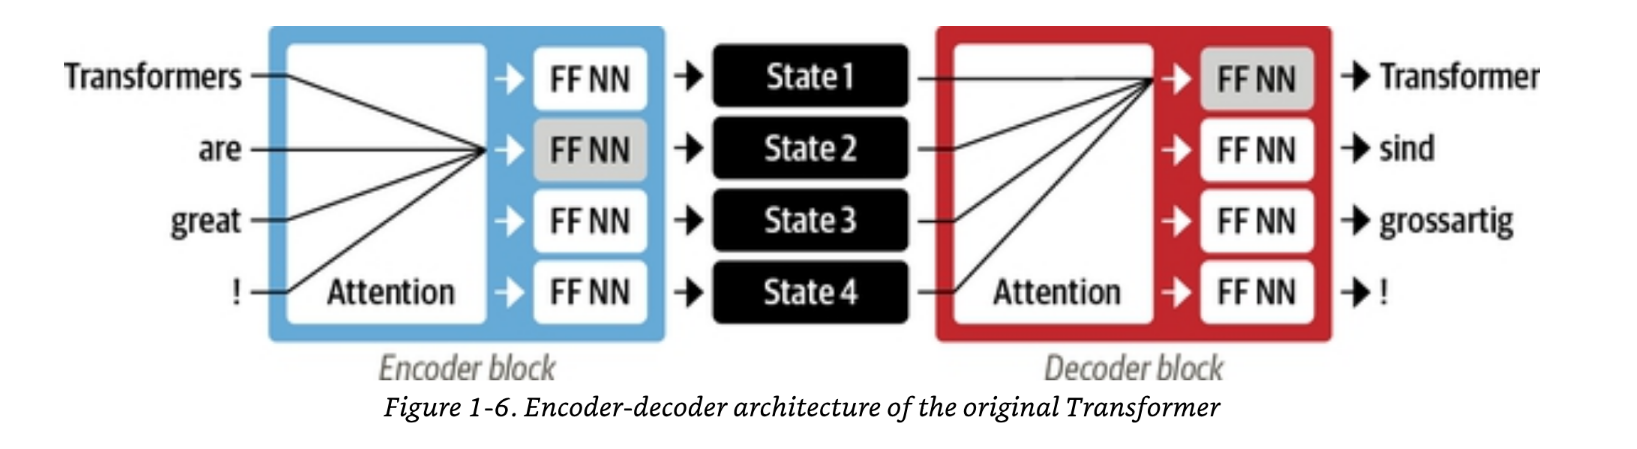 Transformers FF NN State 1 FF NN Transformer
are FF NN State 2 FF NN sind
great FF NN State 3 FF NN grossartig
! Attention FF NN State 4 Attention FF NN !
Encoder block Decoder block
Figure 1-6. Encoder-decoder architecture of the original Transformer